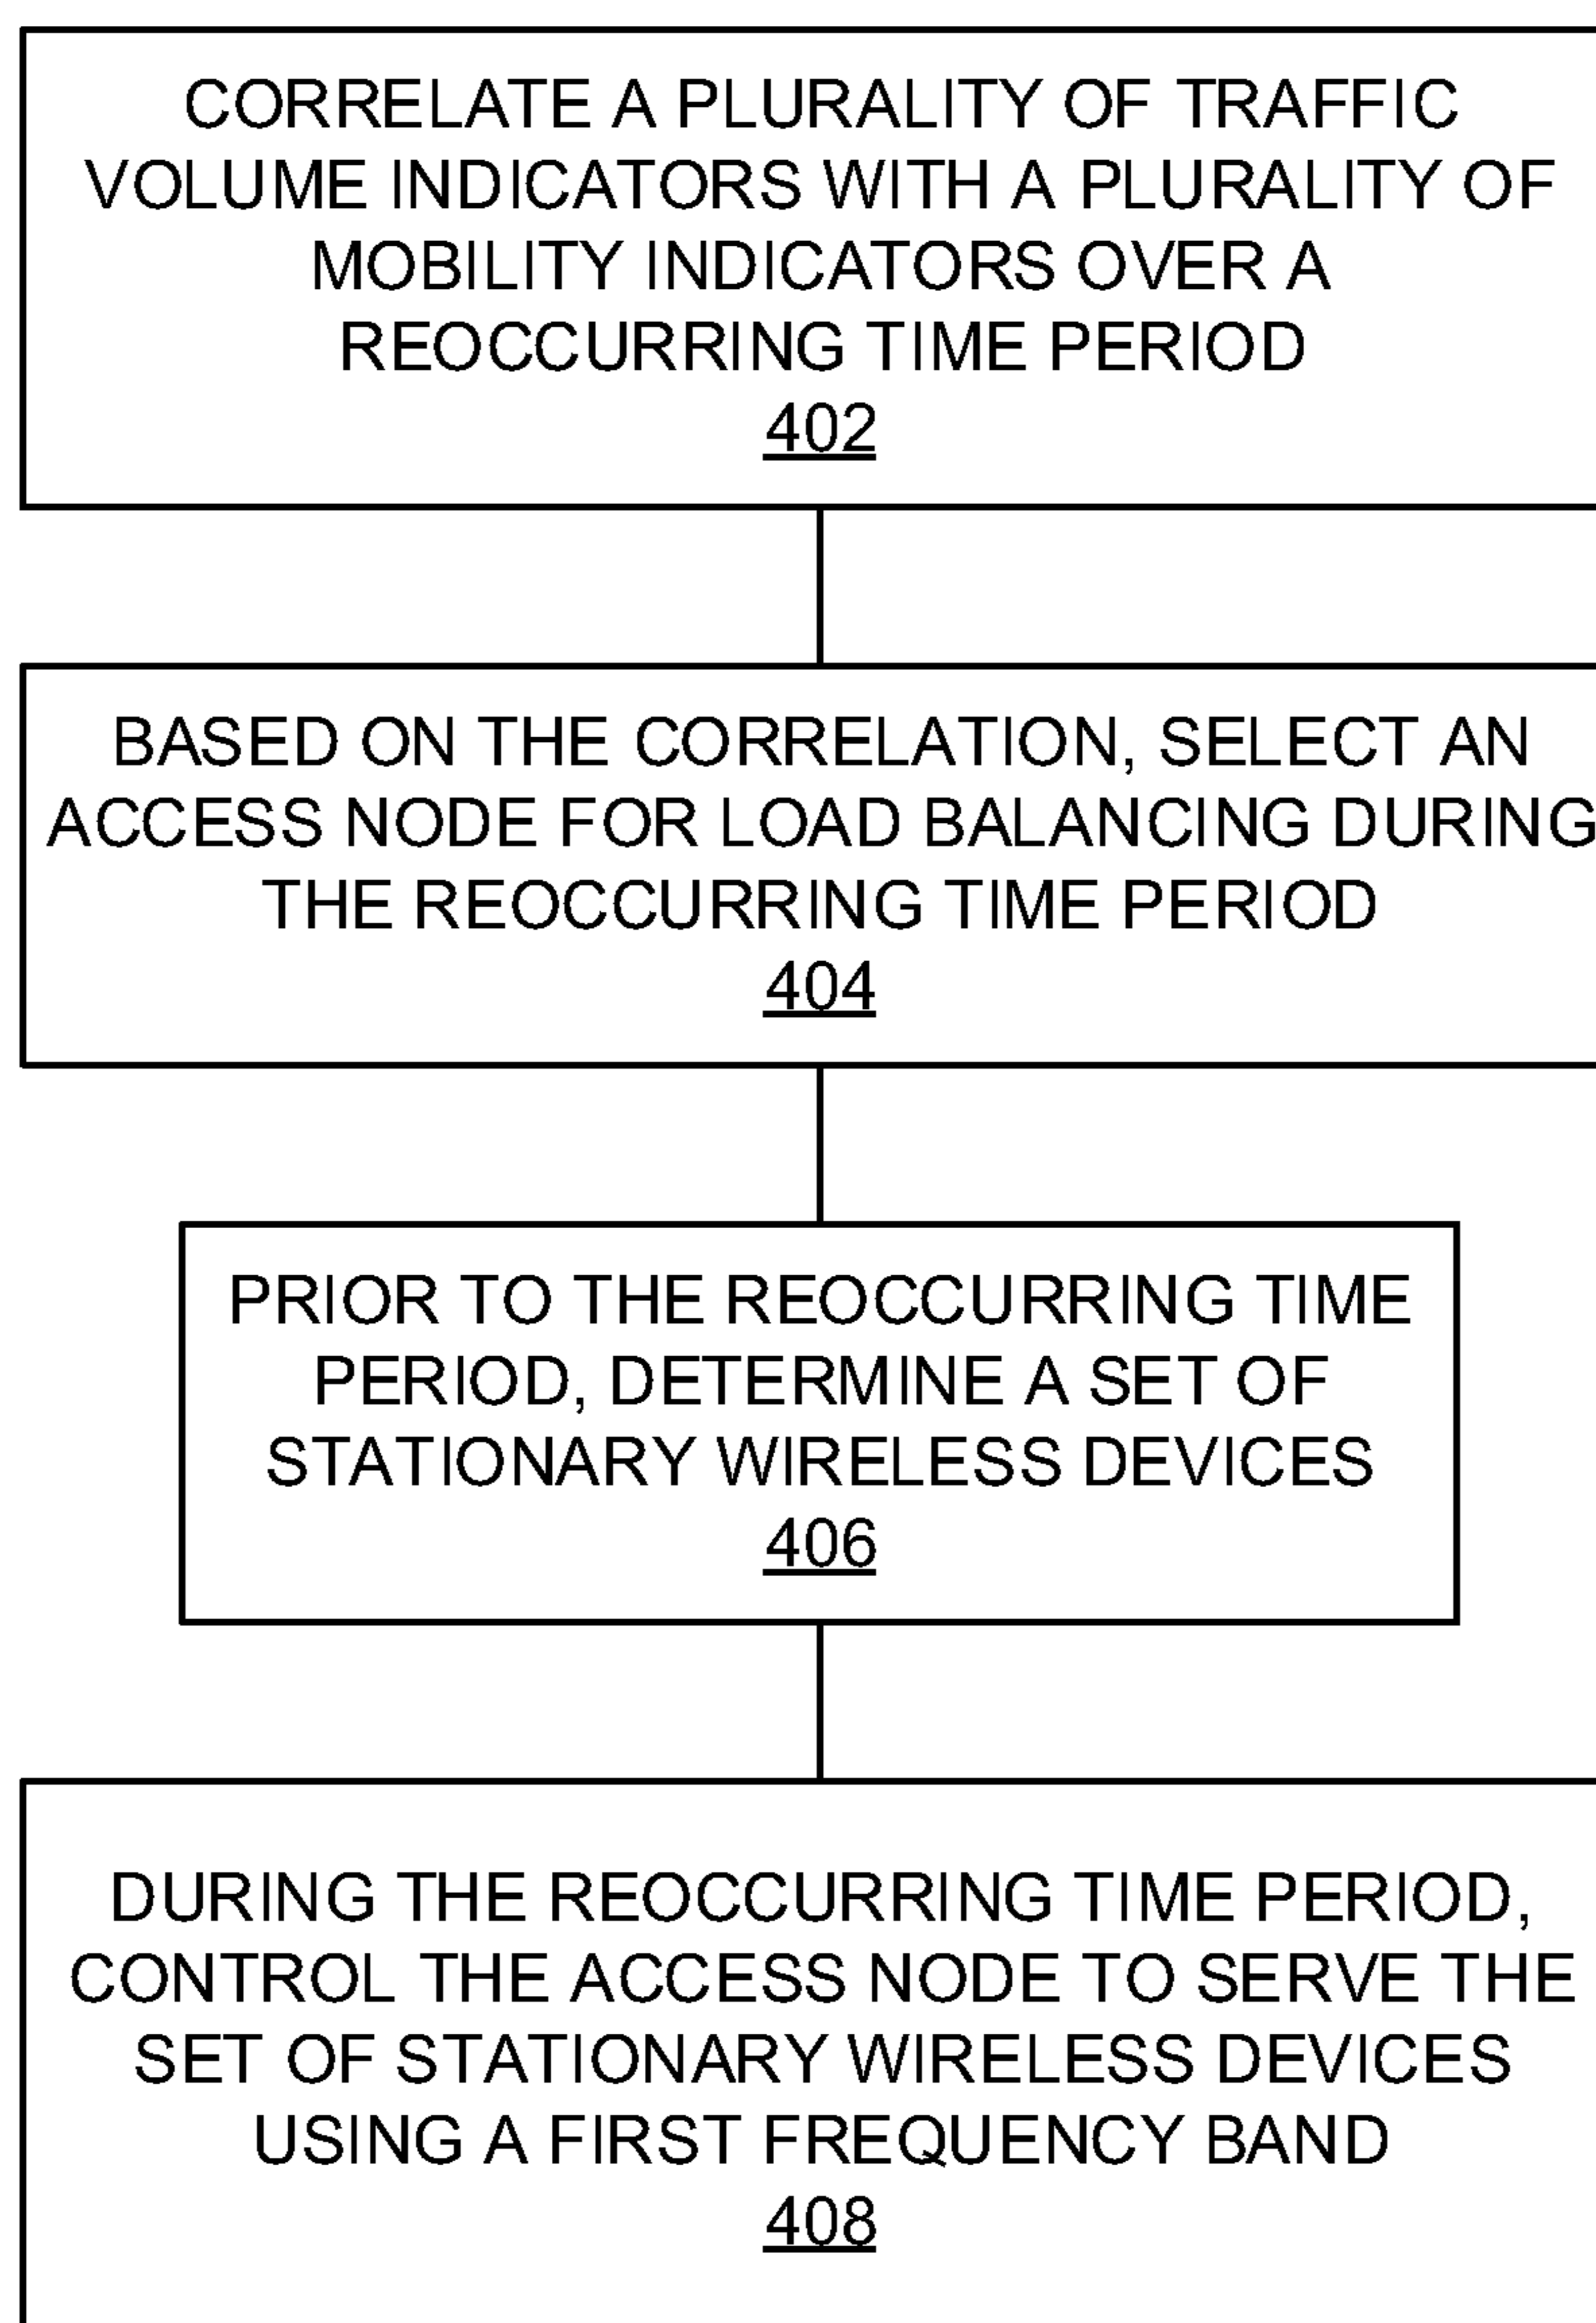 CORRELATE A PLURALITY OF TRAFFIC
VOLUME INDICATORS WITH A PLURALITY OF
MOBILITY INDICATORS OVER A
REOCCURRING TIME PERIOD
402
BASED ON THE CORRELATION, SELECT AN
ACCESS NODE FOR LOAD BALANCING DURING
THE REOCCURRING TIME PERIOD
404
PRIOR TO THE REOCCURRING TIME
PERIOD, DETERMINE A SET OF
STATIONARY WIRELESS DEVICES
406
DURING THE REOCCURRING TIME PERIOD,
CONTROL THE ACCESS NODE TO SERVE THE
SET OF STATIONARY WIRELESS DEVICES
USING A FIRST FREQUENCY BAND
408